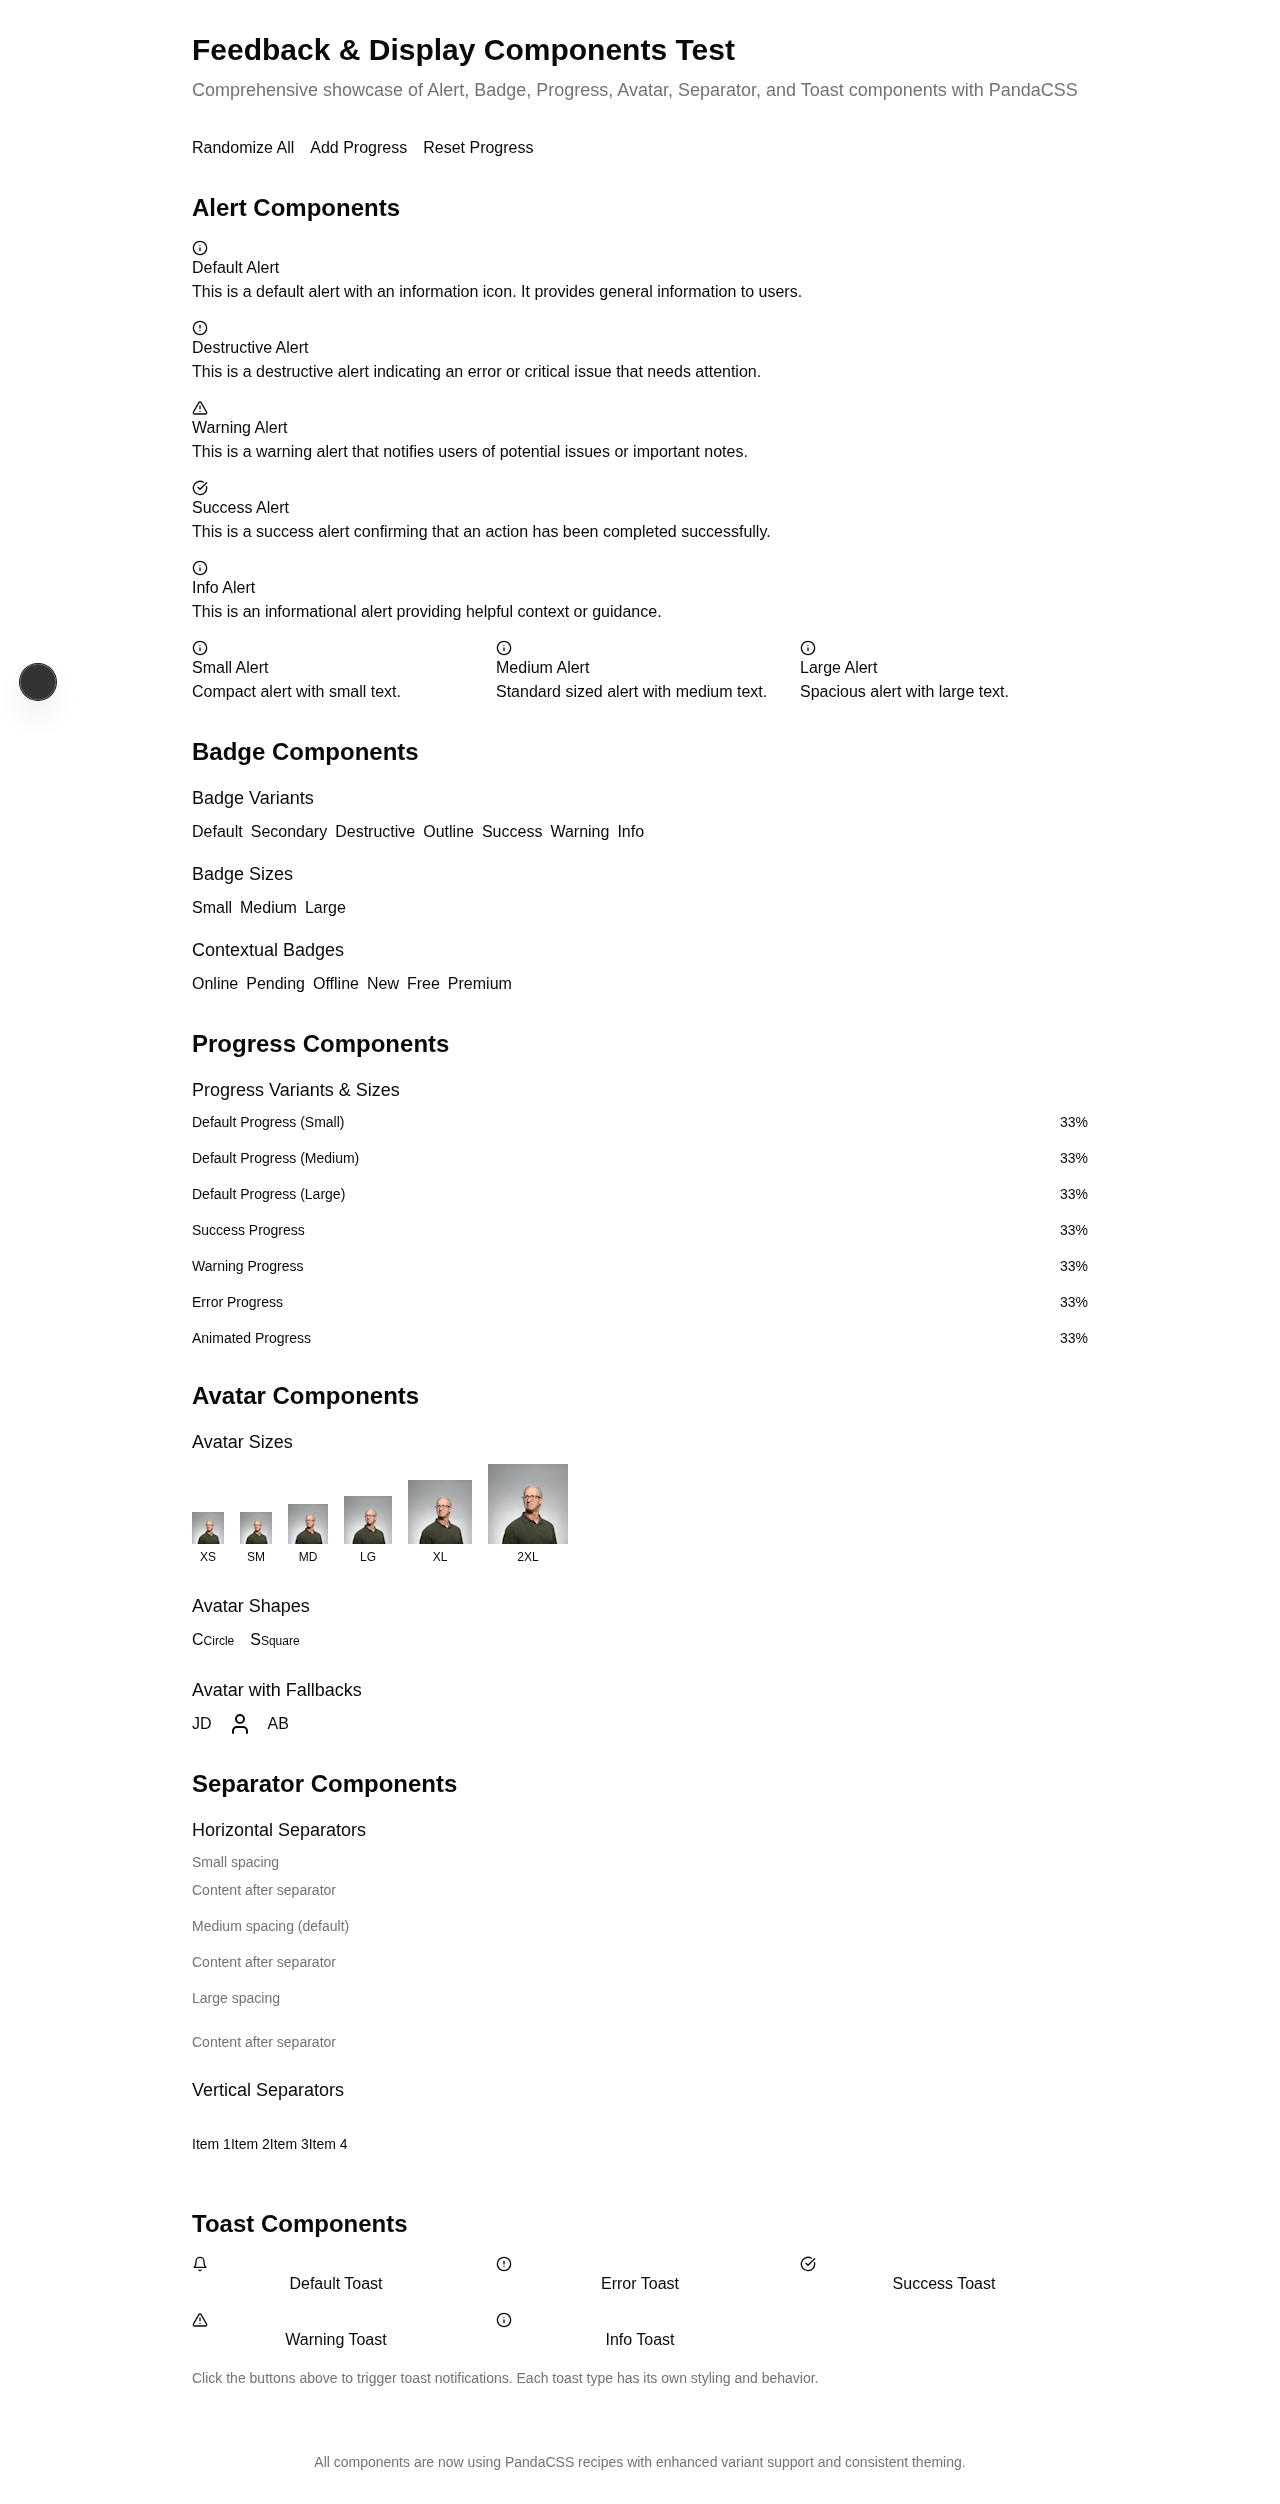 Feedback & Display Components Test
Comprehensive showcase of Alert, Badge, Progress, Avatar, Separator, and Toast components with PandaCSS
Randomize All Add Progress Reset Progress
Alert Components
Default Alert
This is a default alert with an information icon. It provides general information to users.
Destructive Alert
This is a destructive alert indicating an error or critical issue that needs attention.
Warning Alert
This is a warning alert that notifies users of potential issues or important notes.
Success Alert
This is a success alert confirming that an action has been completed successfully.
Info Alert
This is an informational alert providing helpful context or guidance.
Small Alert Medium Alert Large Alert
Compact alert with small text. Standard sized alert with medium text. Spacious alert with large text.
Badge Components
Badge Variants
Default Secondary Destructive Outline Success Warning Info
Badge Sizes
Small Medium Large
Contextual Badges
Online Pending Offline New Free Premium
Progress Components
Progress Variants & Sizes
Default Progress (Small) 33%
Default Progress (Medium) 33%
Default Progress (Large) 33%
Success Progress 33%
Warning Progress 33%
Error Progress 33%
Animated Progress 33%
Avatar Components
Avatar Sizes
XS SM MD LG XL 2XL
Avatar Shapes
CCircle SSquare
Avatar with Fallbacks
JD AB
Separator Components
Horizontal Separators
Small spacing
Content after separator
Medium spacing (default)
Content after separator
Large spacing
Content after separator
Vertical Separators
Item 1Item 2Item 3Item 4
Toast Components
Default Toast Error Toast Success Toast
Warning Toast Info Toast
Click the buttons above to trigger toast notifications. Each toast type has its own styling and behavior.
All components are now using PandaCSS recipes with enhanced variant support and consistent theming.